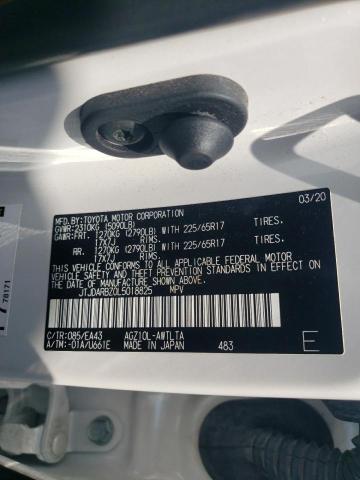 MFD.BY:TOYOTA MOTOR CORPORATION 03/20
GVWR:2310KG (5090LB)
GAWR:FRT. 1270KG (2790LB) WITH 225/65R17 TIRES.
17X7J RIMS.
RR. 1270KG (2790LB) WITH 225/65R17 TIRES.
17X7J RIMS.
THIS VEHICLE CONFORMS TO ALL APPLICABLE FEDERAL MOTOR
VEHICLE SAFETY STANDARDS IN EFFECT ON THE DATE OF
MANUFACTURE SHOWN ABOVE.
JTJDARBZ0L5018825 MPV
C/TR:085/EA43 AGZ10L-AWTLTA
A/TM:-01A/U661E MADE IN JAPAN 483 E
78171